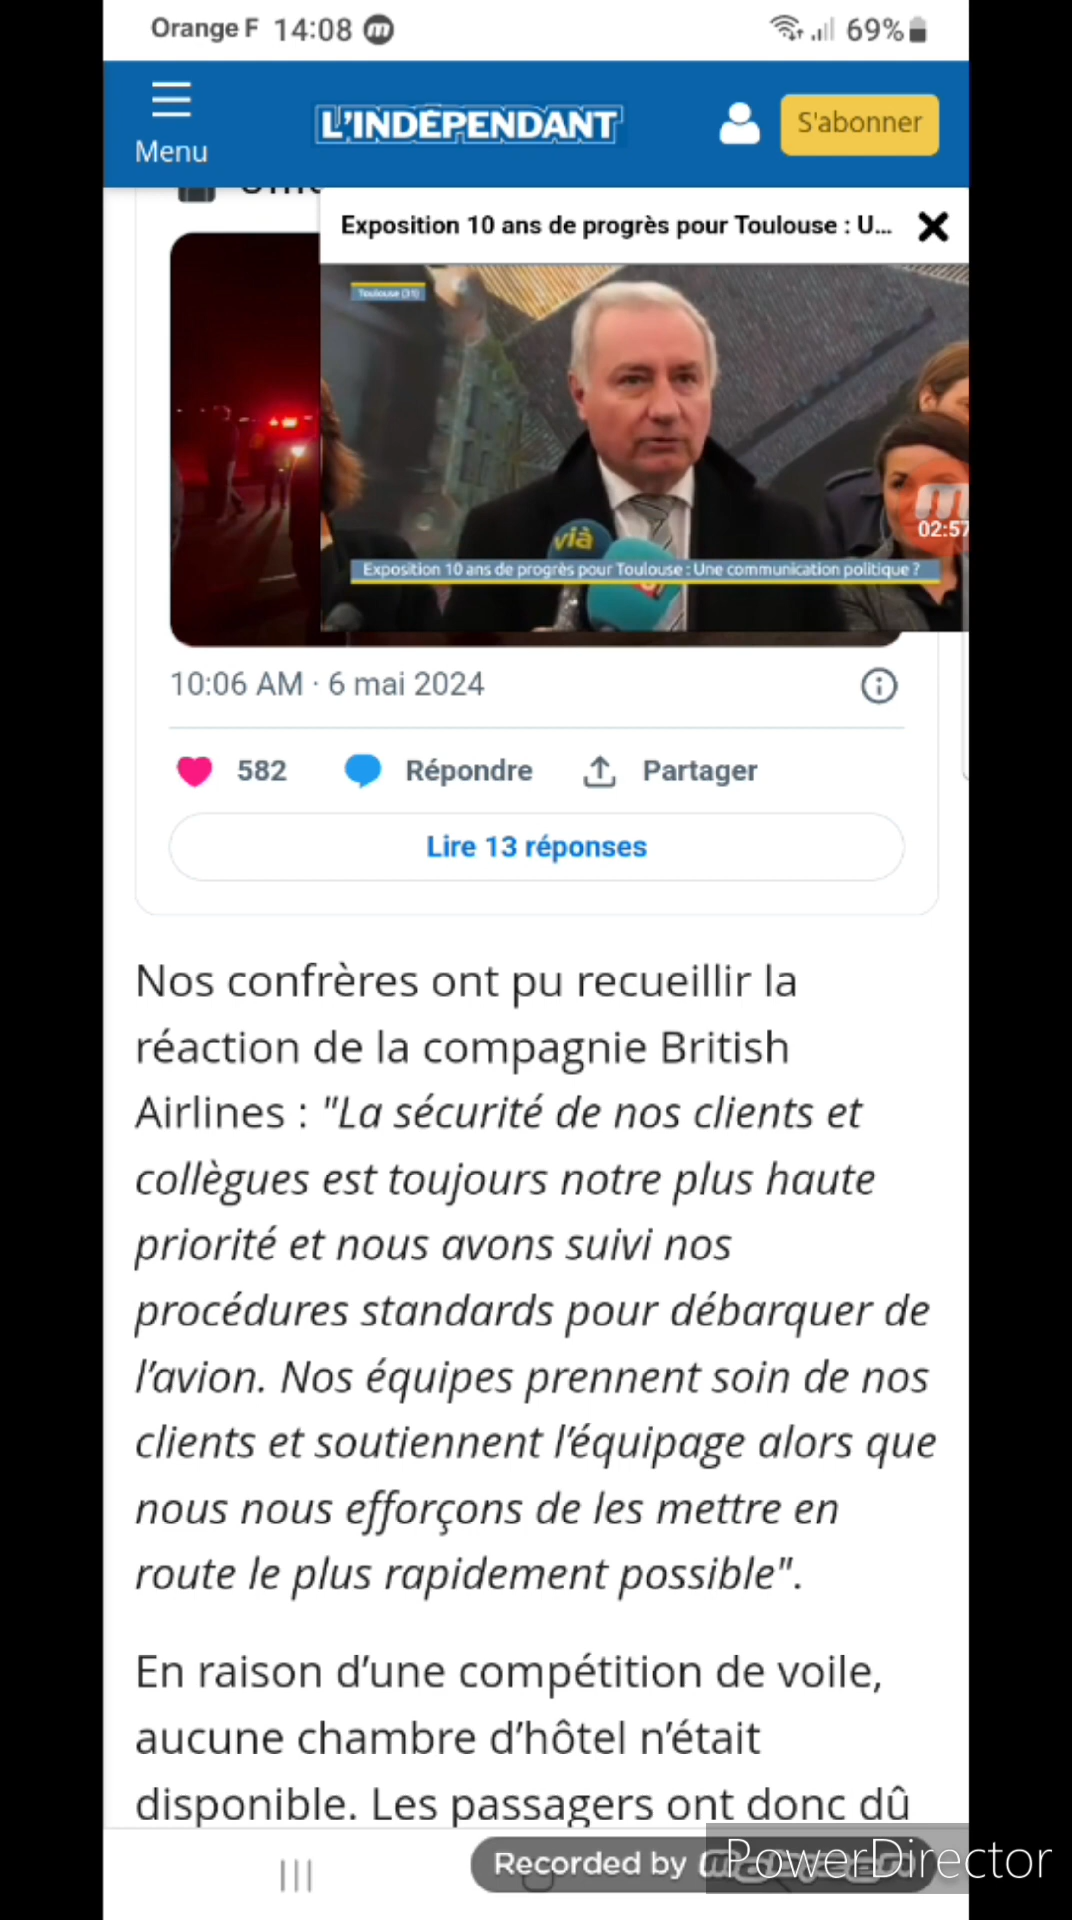 Orange F 14:08 m 69%
Menu
L'INDÉPENDANT
S'abonner
Exposition 10 ans de progrès pour Toulouse : U...
Toulouse (31)
vià
02:57
Exposition 10 ans de progrès pour Toulouse : Une communication politique ?
10:06 AM · 6 mai 2024
582 Répondre Partager
Lire 13 réponses
Nos confrères ont pu recueillir la
réaction de la compagnie British
Airlines : "La sécurité de nos clients et
collègues est toujours notre plus haute
priorité et nous avons suivi nos
procédures standards pour débarquer de
l’avion. Nos équipes prennent soin de nos
clients et soutiennent l’équipage alors que
nous nous efforçons de les mettre en
route le plus rapidement possible".
En raison d’une compétition de voile,
aucune chambre d’hôtel n’était
disponible. Les passagers ont donc dû
Recorded by
PowerDirector